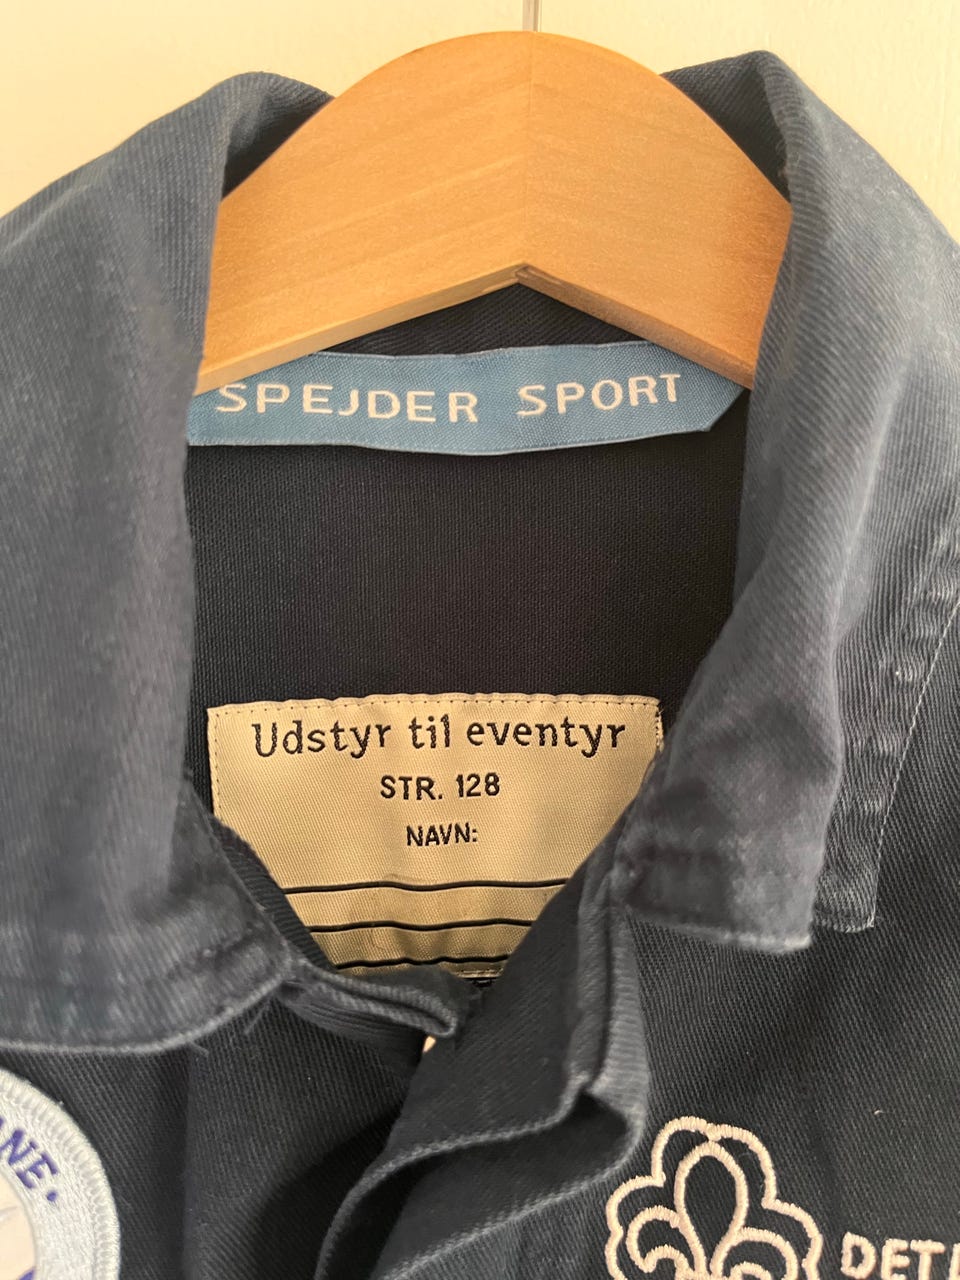 SPEJDER SPORT
Udstyr til eventyr
STR. 128
NAVN: